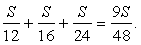 S/12 + S/16 + S/24 = 9S/48.